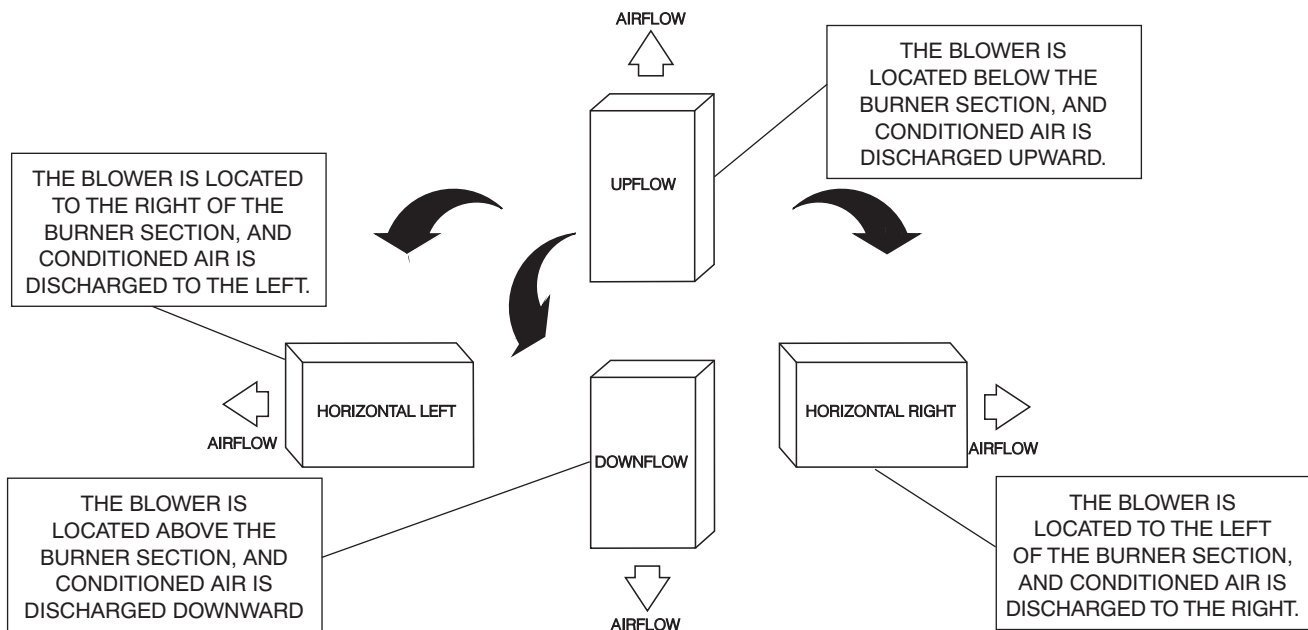 AIRFLOW
THE BLOWER IS
LOCATED BELOW THE
BURNER SECTION, AND
CONDITIONED AIR IS
DISCHARGED UPWARD.
UPFLOW
THE BLOWER IS LOCATED
TO THE RIGHT OF THE
BURNER SECTION, AND
CONDITIONED AIR IS
DISCHARGED TO THE LEFT.
HORIZONTAL LEFT
AIRFLOW
DOWNFLOW
HORIZONTAL RIGHT
AIRFLOW
THE BLOWER IS
LOCATED ABOVE THE
BURNER SECTION, AND
CONDITIONED AIR IS
DISCHARGED DOWNWARD
AIRFLOW
THE BLOWER IS
LOCATED TO THE LEFT
OF THE BURNER SECTION,
AND CONDITIONED AIR IS
DISCHARGED TO THE RIGHT.